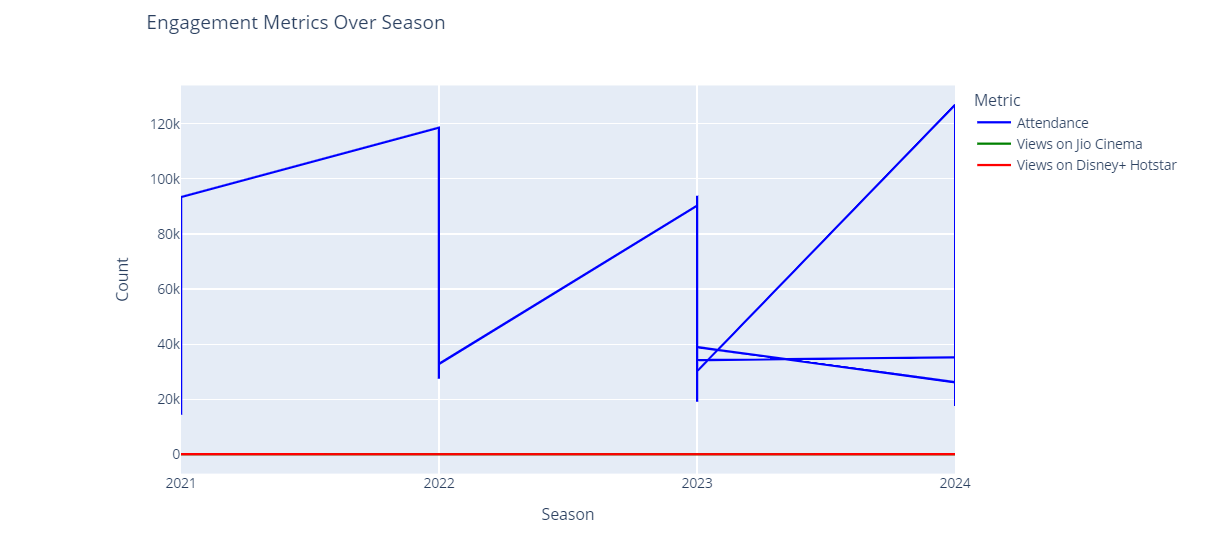 Engagement Metrics Over Season
Metric
Attendance
Views on Jio Cinema
Views on Disney+ Hotstar
Count
120k
100k
80k
60k
40k
20k
0
2021
2022
2023
2024
Season